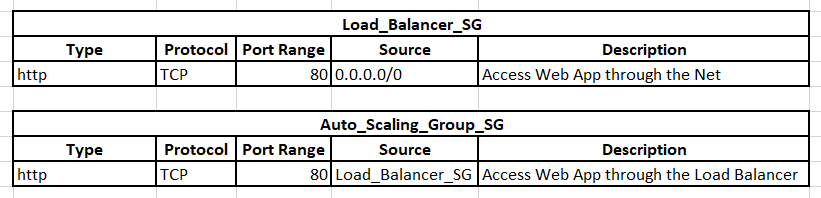 Load_Balancer_SG
Type Protocol Port Range Source Description
http TCP 80 0.0.0.0/0 Access Web App through the Net
Auto_Scaling_Group_SG
Type Protocol Port Range Source Description
http TCP 80 Load_Balancer_SG Access Web App through the Load Balancer